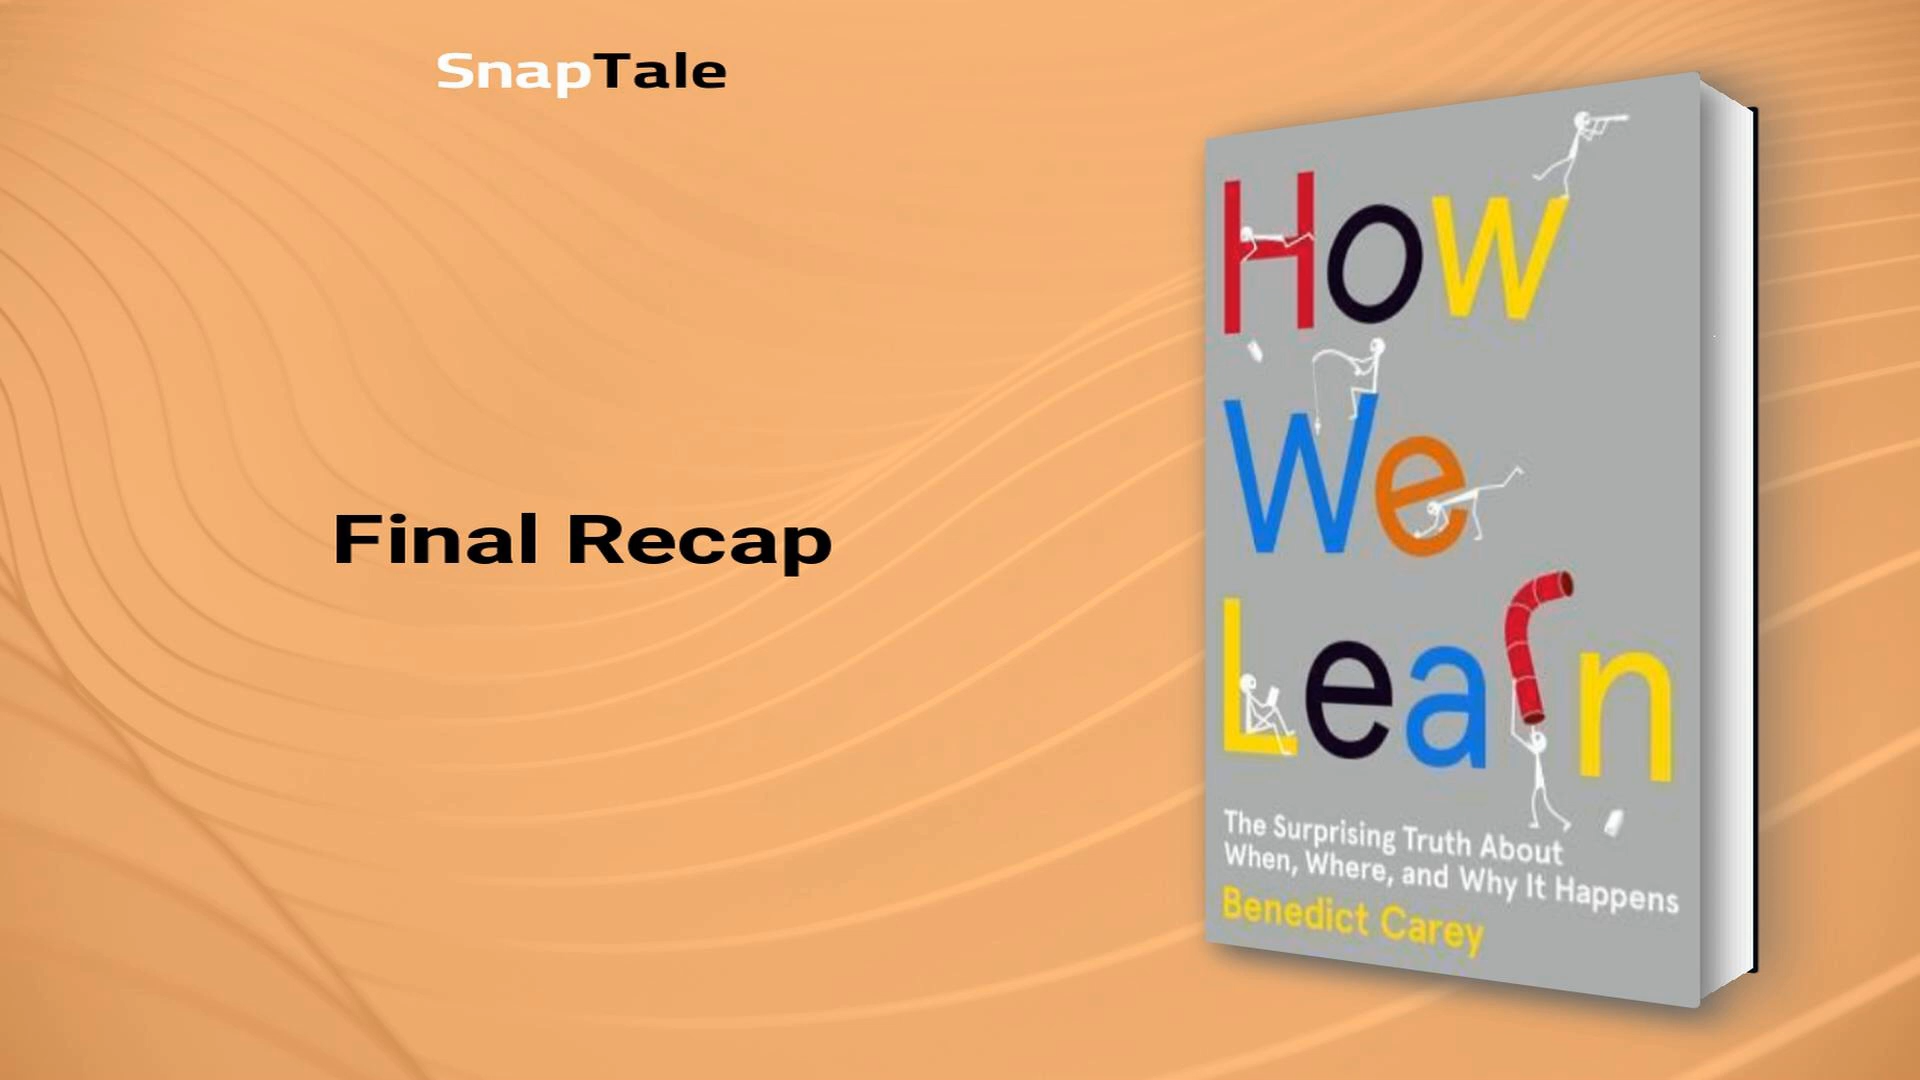 SnapTale
Final Recap
How
We
Learn
The Surprising Truth About
When, Where, and Why It Happens
Benedict Carey